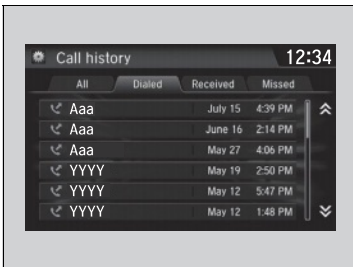 Call history 12:34
All Dialed Received Missed
Aaa July 15 4:39 PM
Aaa June 16 2:14 PM
Aaa May 27 4:06 PM
YYYY May 19 2:50 PM
YYYY May 12 5:47 PM
YYYY May 12 1:48 PM